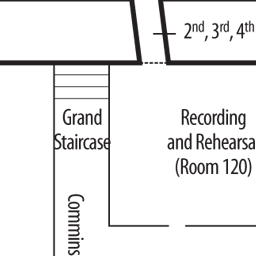 2nd, 3rd, 4th
Grand
Staircase
Recording
and Rehearsa
(Room 120)
Commins